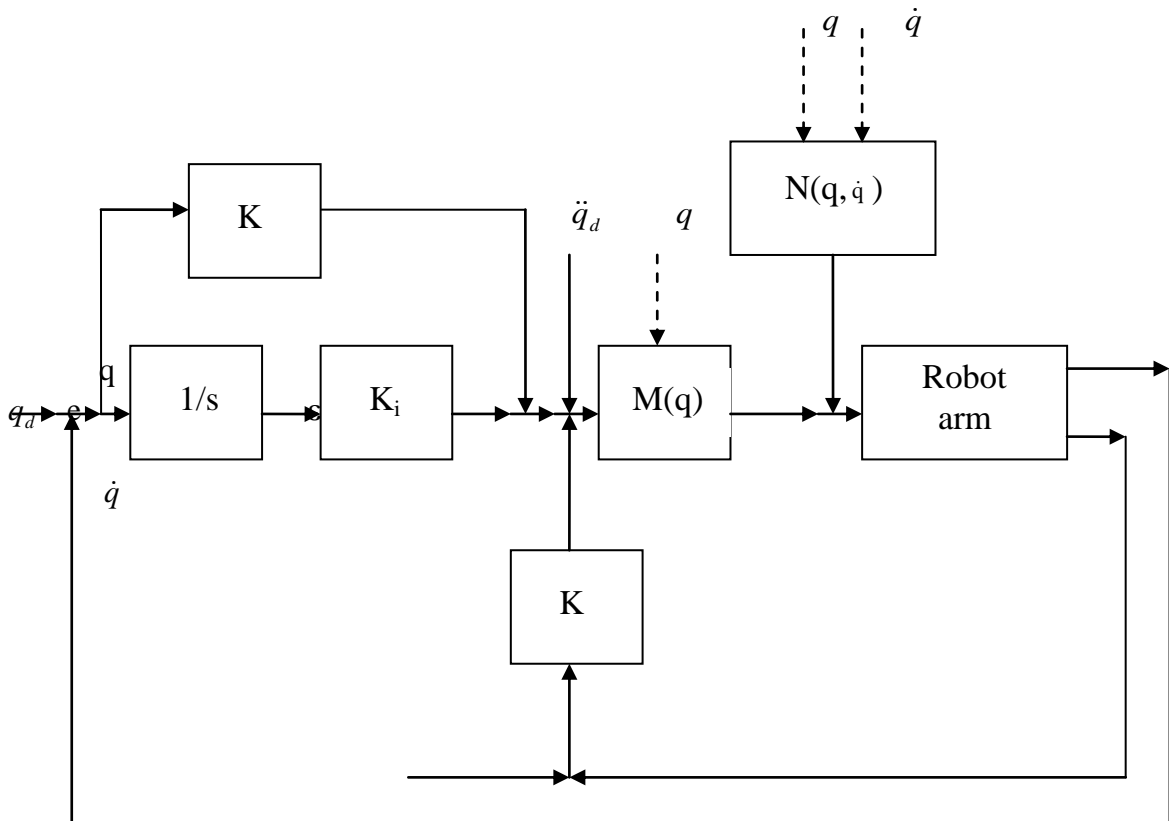 q q̇
N(q, q̇ )
K
q̈_d q
q
1/s
K_i
M(q)
Robot
arm
q_d e
q̇
K